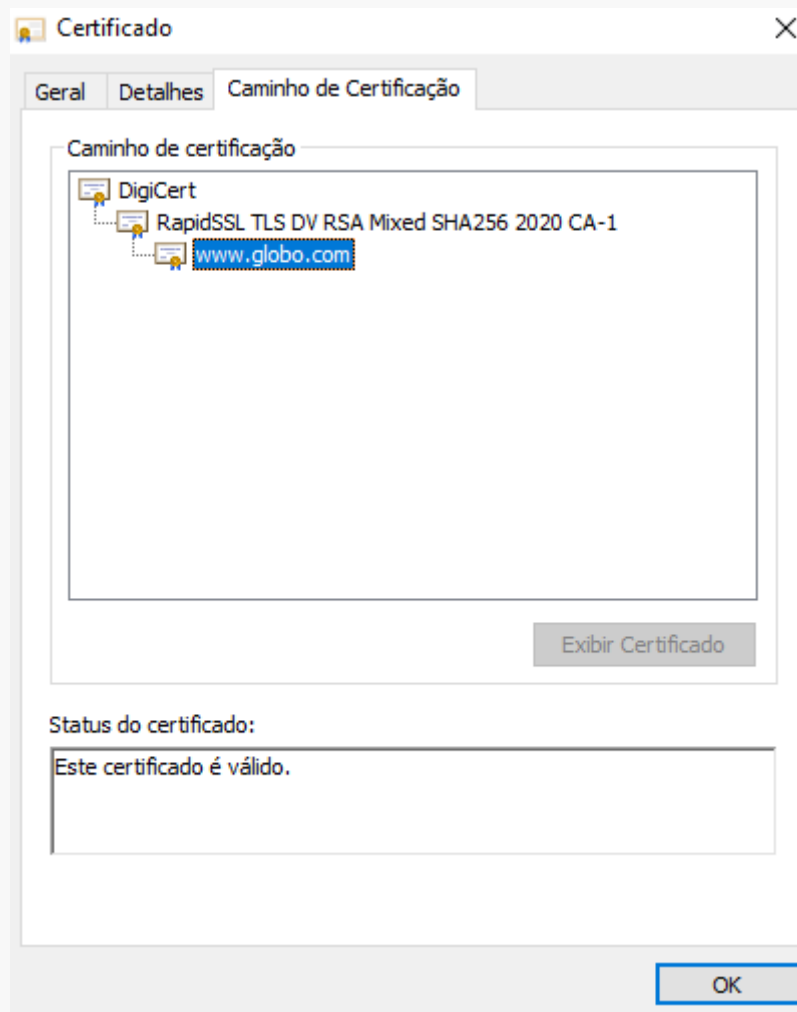 Certificado
Geral Detalhes Caminho de Certificação
Caminho de certificação
DigiCert
RapidSSL TLS DV RSA Mixed SHA256 2020 CA-1
www.globo.com
Exibir Certificado
Status do certificado:
Este certificado é válido.
OK